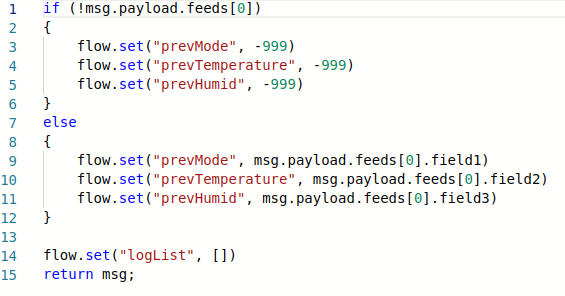 1 if (!msg.payload.feeds[0])
2 {
3     flow.set("prevMode", -999)
4     flow.set("prevTemperature", -999)
5     flow.set("prevHumid", -999)
6 }
7 else
8 {
9     flow.set("prevMode", msg.payload.feeds[0].field1)
10     flow.set("prevTemperature", msg.payload.feeds[0].field2)
11     flow.set("prevHumid", msg.payload.feeds[0].field3)
12 }
13
14 flow.set("logList", [])
15 return msg;